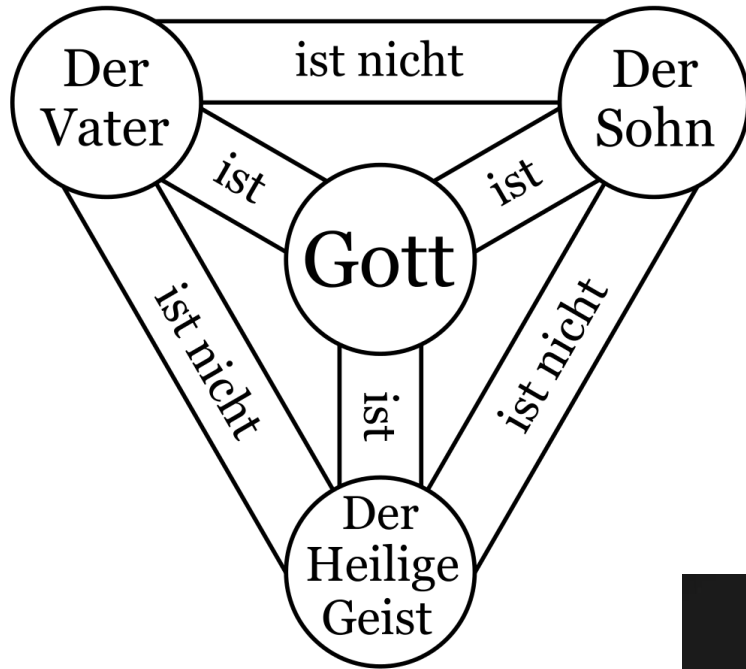 Der
Vater
ist nicht
Der
Sohn
ist
ist
Gott
ist nicht
ist nicht
ist
Der
Heilige
Geist